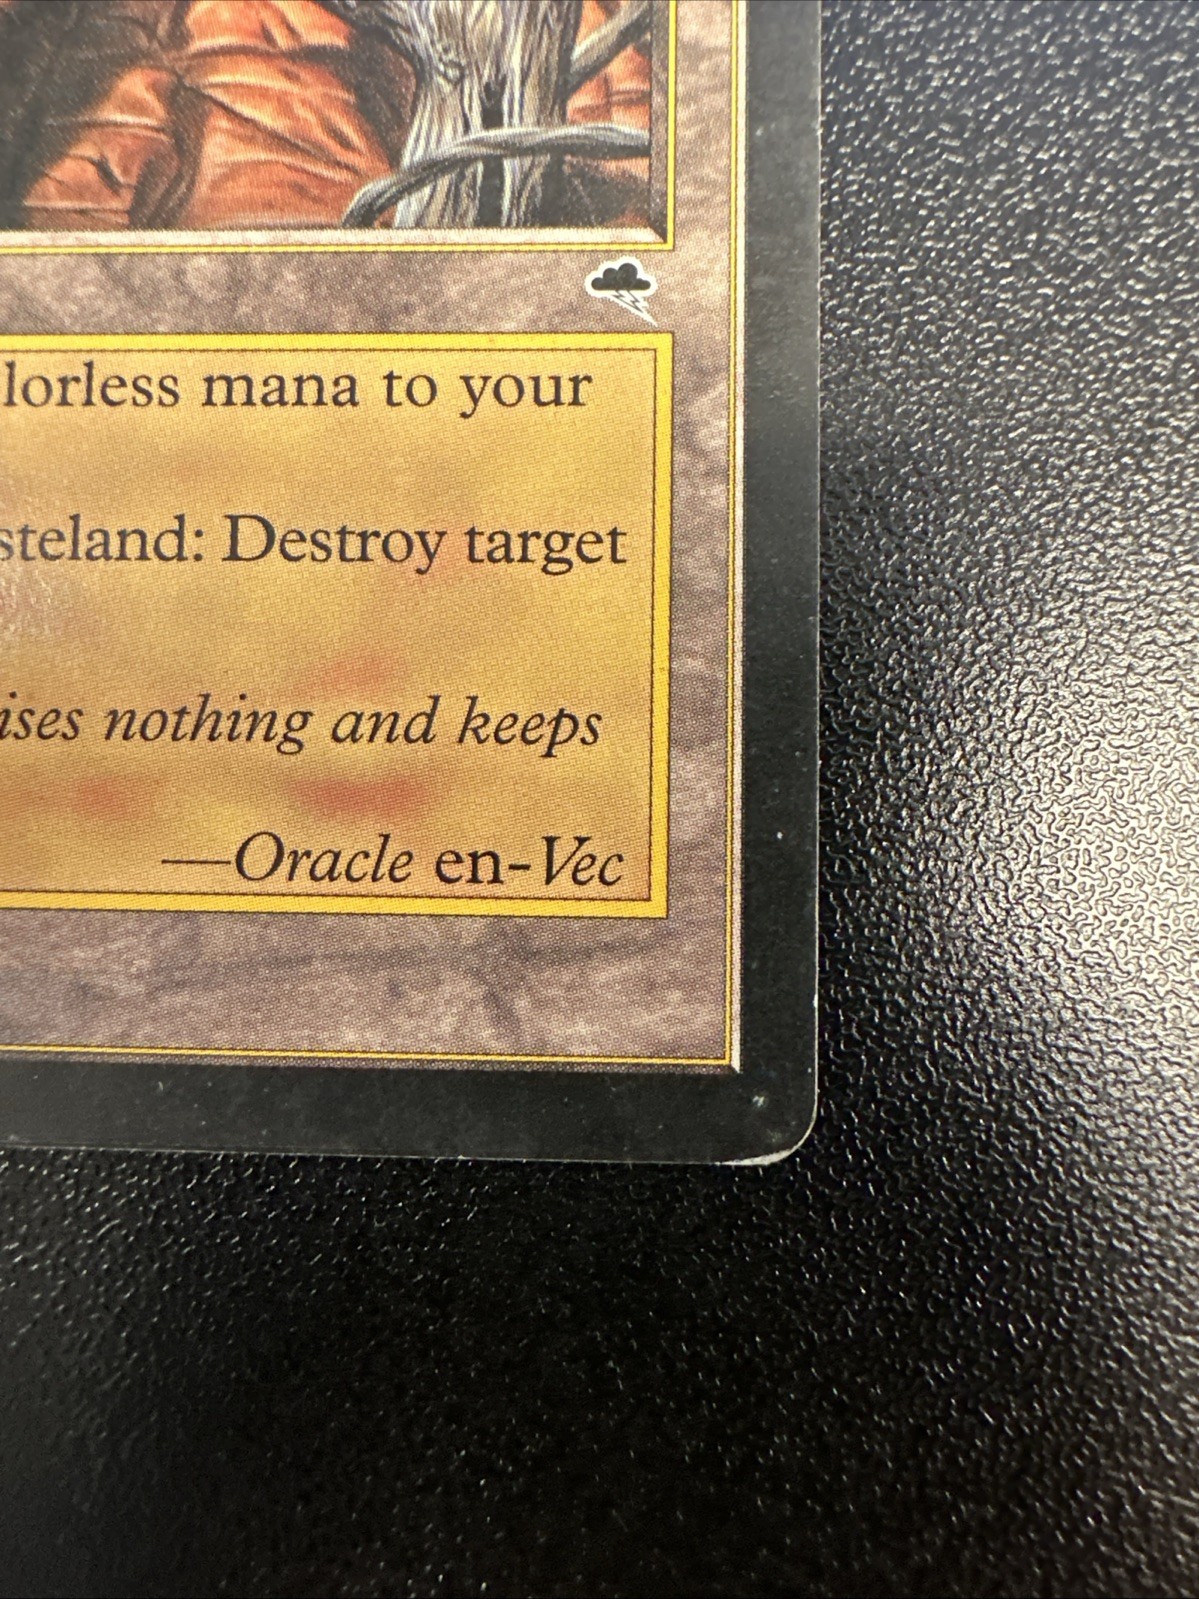 lorless mana to your
steland: Destroy target
ises nothing and keeps
—Oracle en-Vec